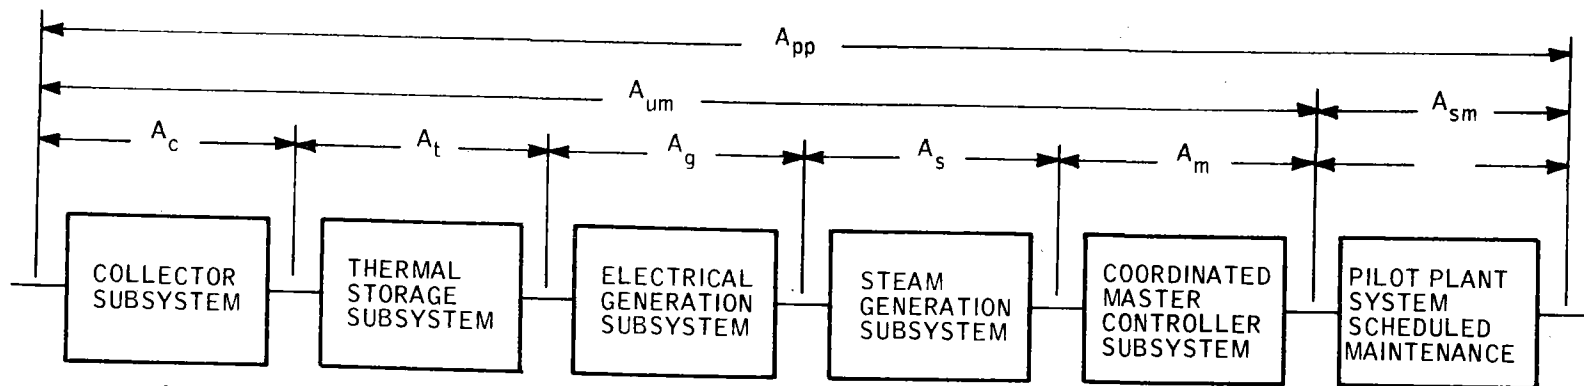 A_pp
A_um
A_sm
A_c
A_t
A_g
A_s
A_m
COLLECTOR
SUBSYSTEM
THERMAL
STORAGE
SUBSYSTEM
ELECTRICAL
GENERATION
SUBSYSTEM
STEAM
GENERATION
SUBSYSTEM
COORDINATED
MASTER
CONTROLLER
SUBSYSTEM
PILOT PLANT
SYSTEM
SCHEDULED
MAINTENANCE